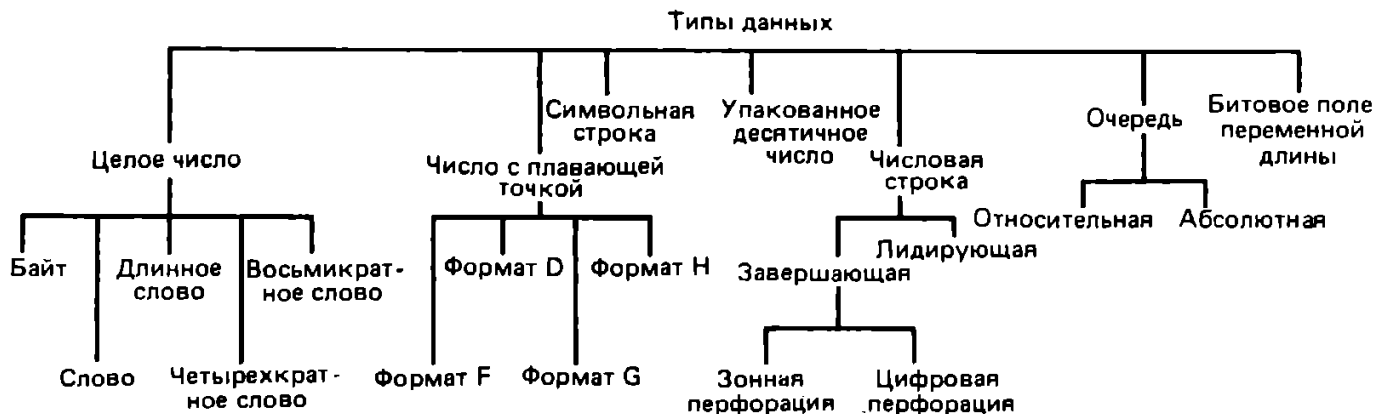 Типы данных
Символьная
строка
Упакованное
десятичное
число
Очередь
Битовое поле
переменной
длины
Целое число
Число с плавающей
точкой
Числовая
строка
Относительная
Абсолютная
Байт
Длинное
слово
Восьмикрат-
ное слово
Формат D
Формат H
Завершающая
Лидирующая
Слово
Четырехкрат-
ное слово
Формат F
Формат G
Зонная
перфорация
Цифровая
перфорация